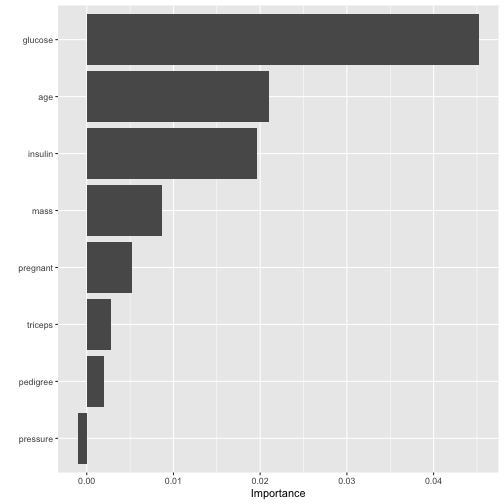 glucose
age
insulin
mass
pregnant
triceps
pedigree
pressure
0.00 0.01 0.02 0.03 0.04
Importance